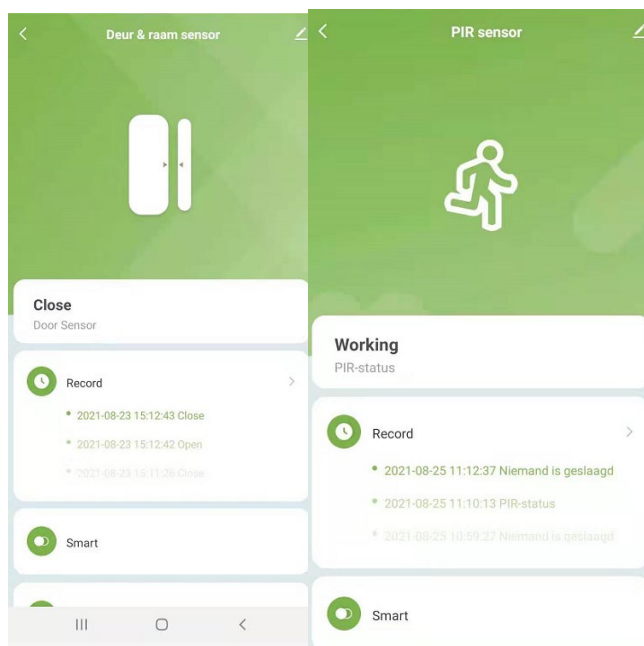 Deur & raam sensor
Close
Door Sensor
Record
2021-08-23 15:12:43 Close
2021-08-23 15:12:42 Open
2021-08-23 15:11:26 Close
Smart
PIR sensor
Working
PIR-status
Record
2021-08-25 11:12:37 Niemand is geslaagd
2021-08-25 11:10:13 PIR-status
2021-08-25 10:59:27 Niemand is geslaagd
Smart